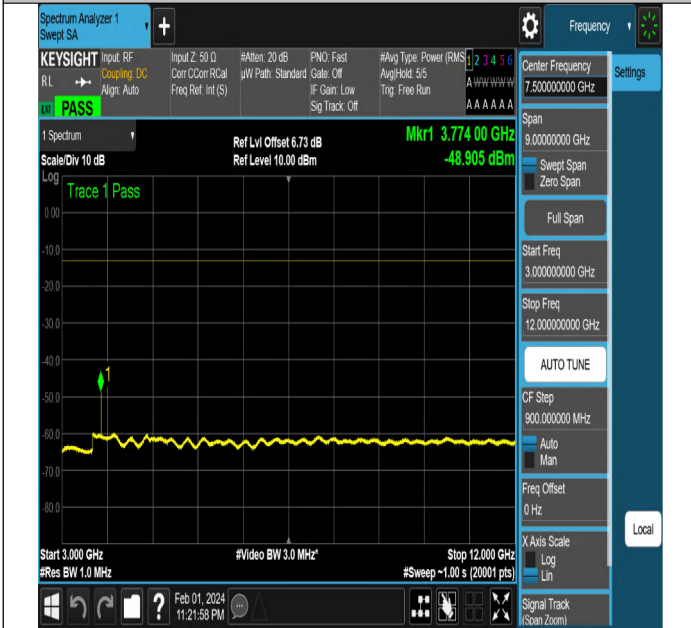 Spectrum Analyzer 1
Swept SA
Frequency
KEYSIGHT
RL
PASS
Input: RF
Coupling: DC
Align: Auto
Input Z: 50 Ω
Corr CCorr RCal
Freq Ref: Int (S)
#Atten: 20 dB
µW Path: Standard
PNO: Fast
Gate: Off
IF Gain: Low
Sig Track: Off
#Avg Type: Power (RMS
Avg|Hold: 5/5
Trig: Free Run
1 2 3 4 5 6
A W W W W W
A A A A A A
1 Spectrum
Scale/Div 10 dB
Ref Lvl Offset 6.73 dB
Ref Level 10.00 dBm
Mkr1 3.774 00 GHz
-48.905 dBm
Log
Trace 1 Pass
0.00
-10.0
-20.0
-30.0
-40.0
1
-50.0
-60.0
-70.0
-80.0
Start 3.000 GHz
#Video BW 3.0 MHz*
Stop 12.000 GHz
#Res BW 1.0 MHz
#Sweep ~1.00 s (20001 pts)
Feb 01, 2024
11:21:58 PM
Center Frequency
7.500000000 GHz
Settings
Span
9.00000000 GHz
Swept Span
Zero Span
Full Span
Start Freq
3.000000000 GHz
Stop Freq
12.000000000 GHz
AUTO TUNE
CF Step
900.000000 MHz
Auto
Man
Freq Offset
0 Hz
X Axis Scale
Log
Lin
Local
Signal Track
(Span Zoom)